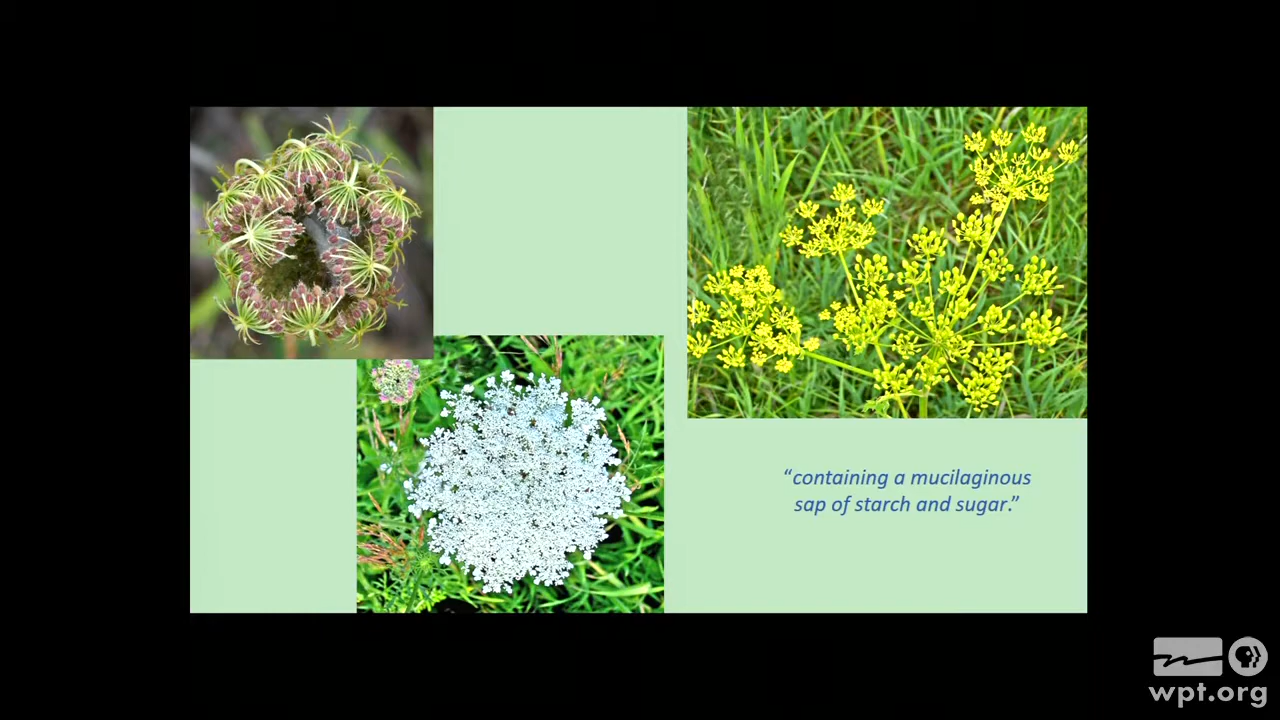 “containing a mucilaginous
sap of starch and sugar.”
wpt.org